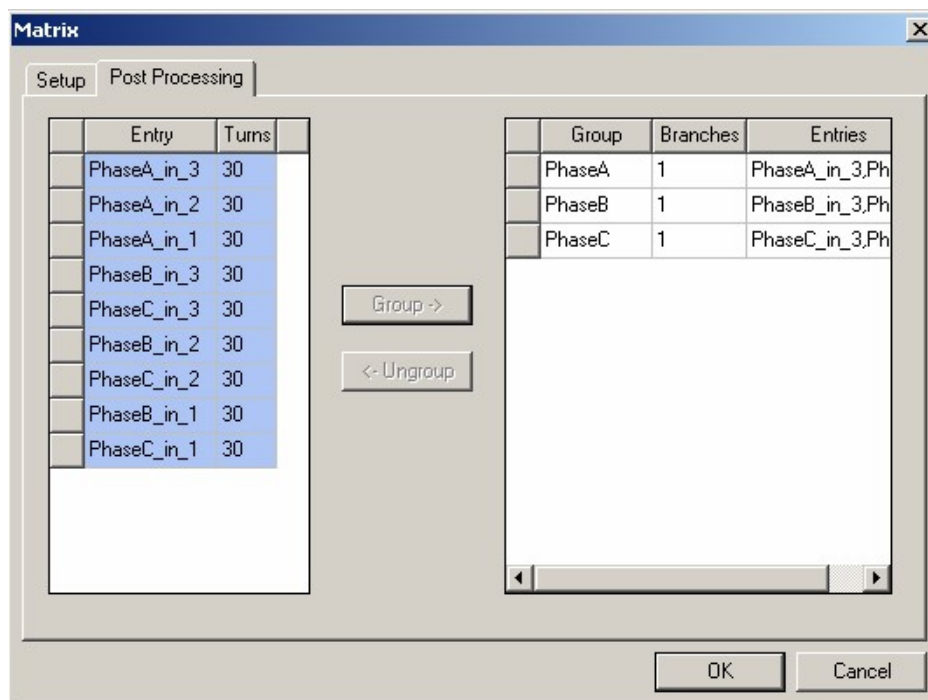 Matrix
Setup Post Processing
Entry Turns
PhaseA_in_3 30
PhaseA_in_2 30
PhaseA_in_1 30
PhaseB_in_3 30
PhaseC_in_3 30
PhaseB_in_2 30
PhaseC_in_2 30
PhaseB_in_1 30
PhaseC_in_1 30
Group ->
<- Ungroup
Group Branches Entries
PhaseA 1 PhaseA_in_3,Ph
PhaseB 1 PhaseB_in_3,Ph
PhaseC 1 PhaseC_in_3,Ph
OK Cancel